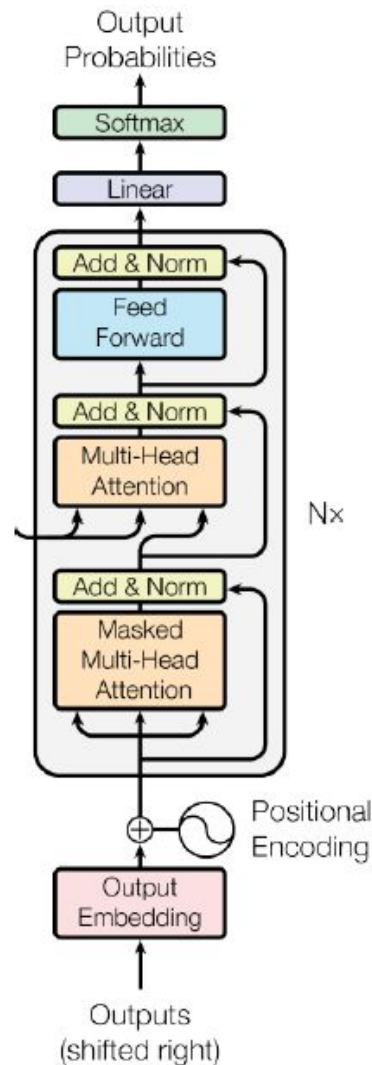 Output
Probabilities
Softmax
Linear
Add & Norm
Feed
Forward
Add & Norm
Multi-Head
Attention
Nx
Add & Norm
Masked
Multi-Head
Attention
Positional
Encoding
Output
Embedding
Outputs
(shifted right)